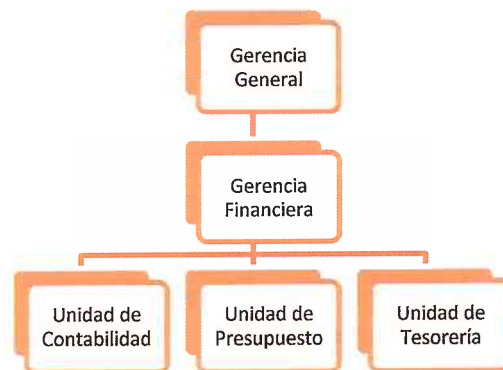 Gerencia
General
Gerencia
Financiera
Unidad de
Contabilidad
Unidad de
Presupuesto
Unidad de
Tesorería